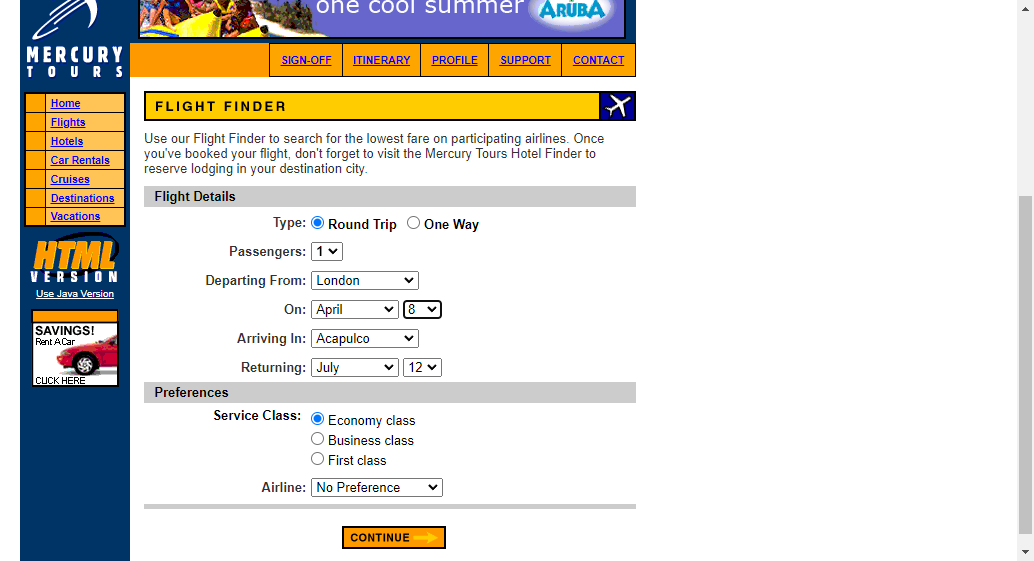 one cool summer
ARUBA
MERCURY
TOURS
SIGN-OFF
ITINERARY
PROFILE
SUPPORT
CONTACT
Home
Flights
Hotels
Car Rentals
Cruises
Destinations
Vacations
HTML
VERSION
Use Java Version
SAVINGS!
Rent A Car
CLICK HERE
FLIGHT FINDER
Use our Flight Finder to search for the lowest fare on participating airlines. Once
you've booked your flight, don't forget to visit the Mercury Tours Hotel Finder to
reserve lodging in your destination city.
Flight Details
Type: Round Trip One Way
Passengers: 1
Departing From: London
On: April 8
Arriving In: Acapulco
Returning: July 12
Preferences
Service Class: Economy class
Business class
First class
Airline: No Preference
CONTINUE